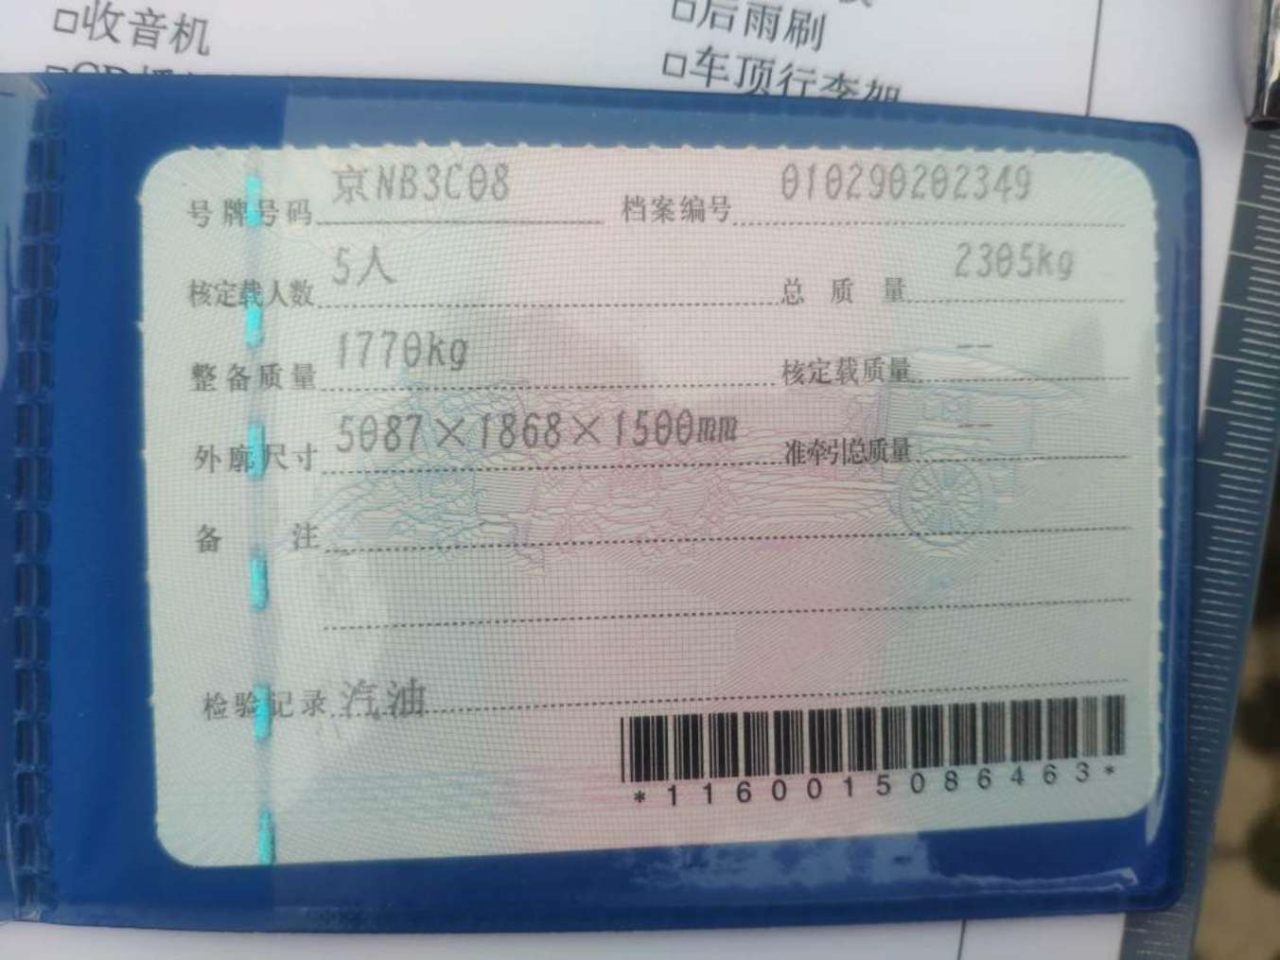 □收音机
□后雨刷
□车顶行李架
号牌号码 京NB3C08 档案编号 010290202349
核定载人数 5人 总质量 2305kg
整备质量 1770kg 核定载质量 --
外廓尺寸 5087×1868×1500mm 准牵引总质量 --
备注
检验记录 汽油
*1160015086463*